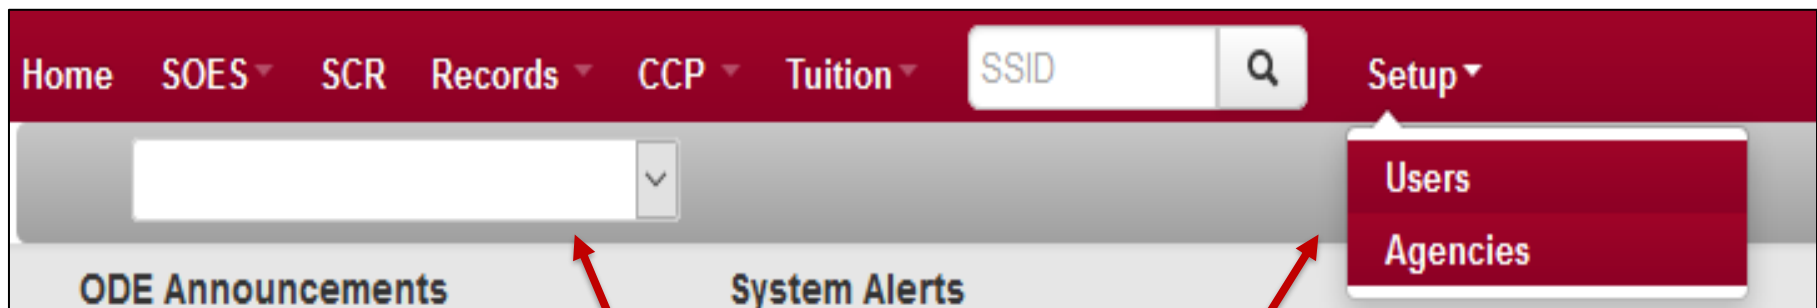 Home SOES SCR Records CCP Tuition SSID Setup
Users
Agencies
ODE Announcements System Alerts